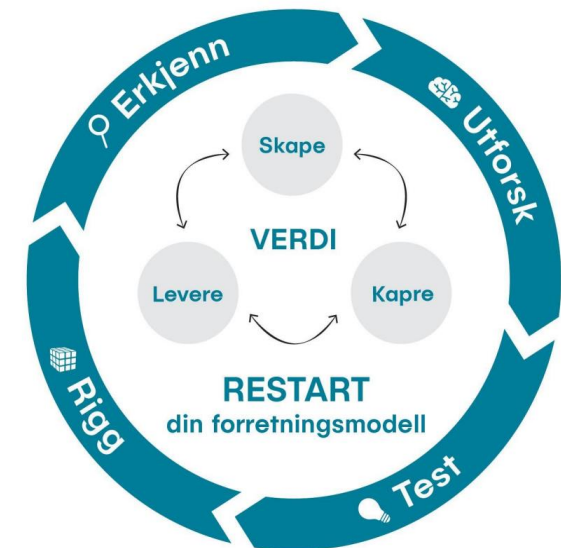 Erkjenn
Utforsk
Test
Rigg
Skape
VERDI
Levere
Kapre
RESTART
din forretningsmodell